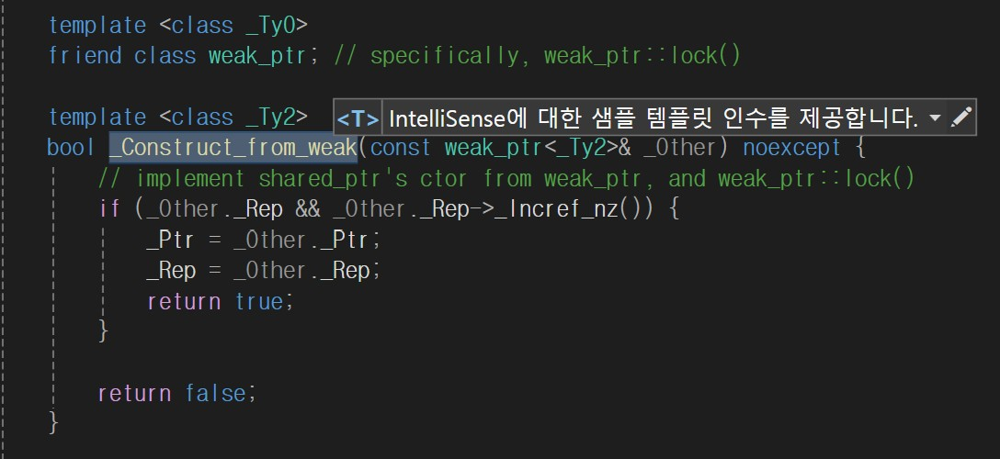 template <class _Ty0>
friend class weak_ptr; // specifically, weak_ptr::lock()
template <class _Ty2>
<T> IntelliSense에 대한 샘플 템플릿 인수를 제공합니다.
bool _Construct_from_weak(const weak_ptr<_Ty2>& _Other) noexcept {
// implement shared_ptr's ctor from weak_ptr, and weak_ptr::lock()
if (_Other._Rep && _Other._Rep->_Incref_nz()) {
_Ptr = _Other._Ptr;
_Rep = _Other._Rep;
return true;
}
return false;
}